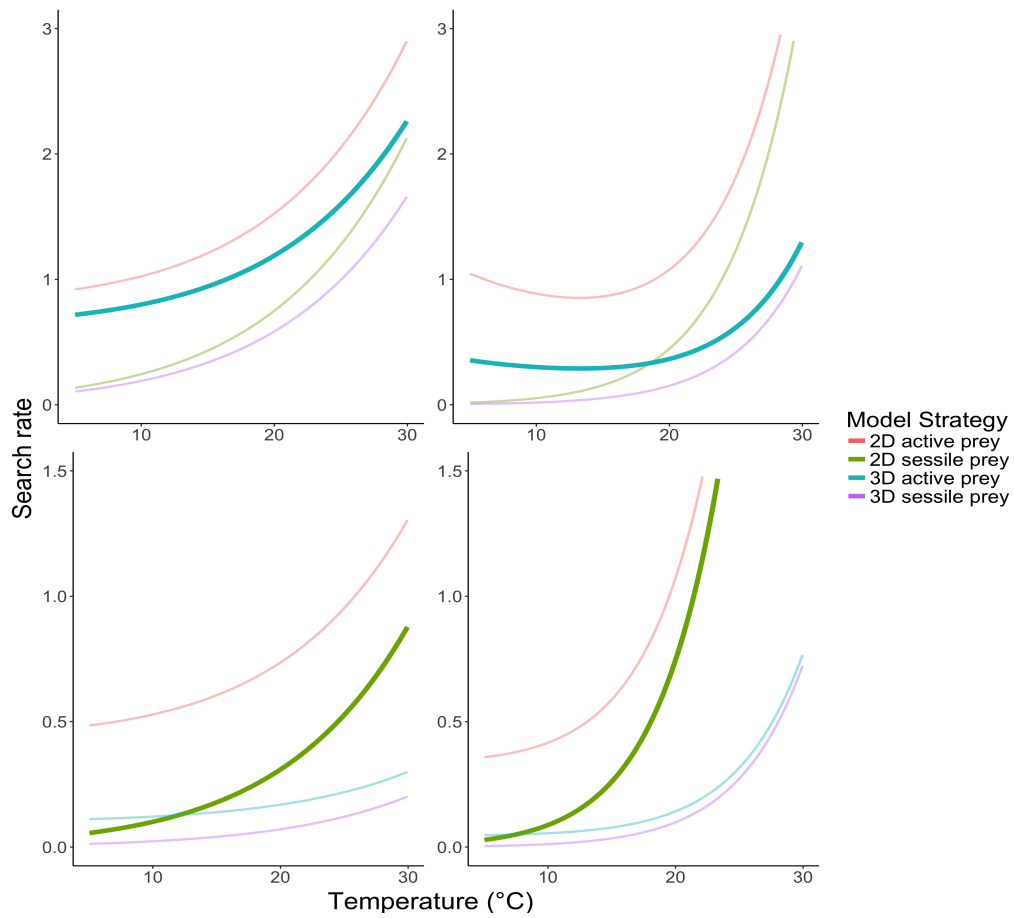 3
3
2
2
1
1
0
0
10 20 30
10 20 30
Search rate
Model Strategy
2D active prey
2D sessile prey
3D active prey
3D sessile prey
1.5
1.5
1.0
1.0
0.5
0.5
0.0
0.0
10 20 30
10 20 30
Temperature (°C)